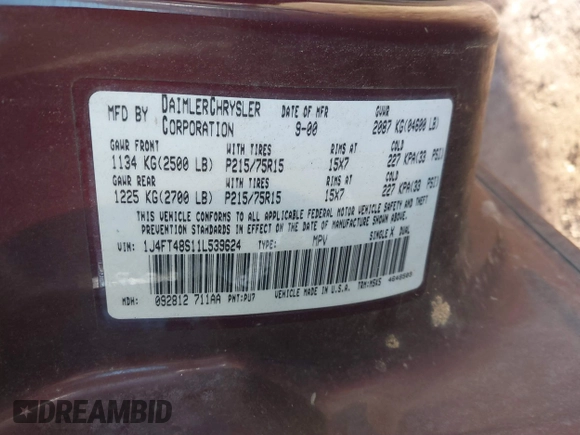 MFD BY DAIMLERCHRYSLER CORPORATION DATE OF MFR 9-00 GVWR 2087 KG(04600 LB)
GAWR FRONT WITH TIRES RIMS AT COLD
1134 KG(2500 LB) P215/75R15 15X7 227 KPA(33 PSI)
GAWR REAR WITH TIRES RIMS AT COLD
1225 KG(2700 LB) P215/75R15 15X7 227 KPA(33 PSI)
THIS VEHICLE CONFORMS TO ALL APPLICABLE FEDERAL MOTOR VEHICLE SAFETY AND THEFT
PREVENTION STANDARDS IN EFFECT ON THE DATE OF MANUFACTURE SHOWN ABOVE.
VIN: 1J4FT48S11L539624 TYPE: MPV SINGLE X DUAL
MDH: 092812 711AA PNT:PU7 VEHICLE MADE IN U.S.A. TRM:MSX5
DREAMBID